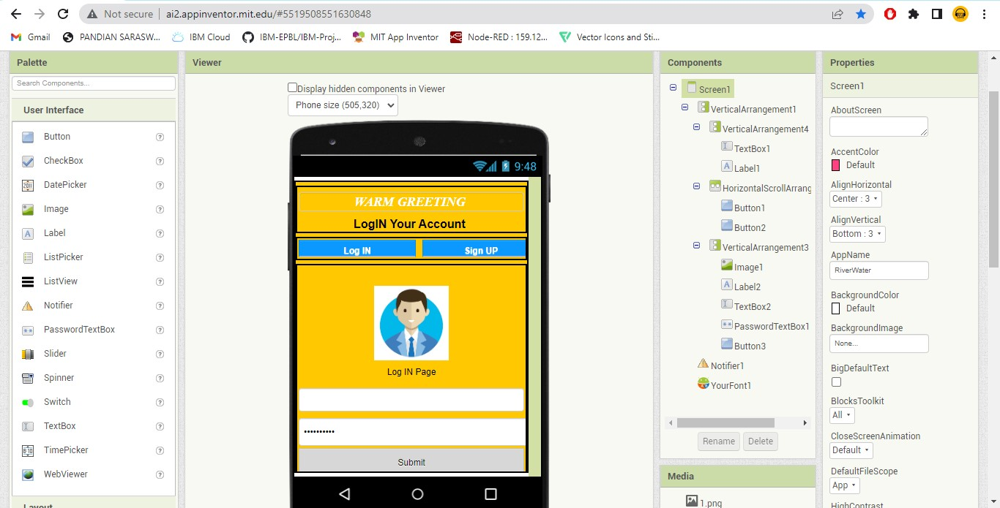 Not secure | ai2.appinventor.mit.edu/#5519508551630848
Gmail PANDIAN SARASW... IBM Cloud IBM-EPBL/IBM-Proj... MIT App Inventor Node-RED : 159.12... Vector Icons and Sti...
Palette
Search Components...
User Interface
Button ?
CheckBox ?
DatePicker ?
Image ?
Label ?
ListPicker ?
ListView ?
Notifier ?
PasswordTextBox ?
Slider ?
Spinner ?
Switch ?
TextBox ?
TimePicker ?
WebViewer ?
Layout
Viewer
Display hidden components in Viewer
Phone size (505,320)
9:48
WARM GREETING
LogIN Your Account
Log IN Sign UP
Log IN Page
••••••••••
Submit
Components
Screen1
VerticalArrangement1
VerticalArrangement4
TextBox1
Label1
HorizontalScrollArrang
Button1
Button2
VerticalArrangement3
Image1
Label2
TextBox2
PasswordTextBox1
Button3
Notifier1
YourFont1
Rename Delete
Media
1.png
Properties
Screen1
AboutScreen
AccentColor
Default
AlignHorizontal
Center : 3
AlignVertical
Bottom : 3
AppName
RiverWater
BackgroundColor
Default
BackgroundImage
None...
BigDefaultText
BlocksToolkit
All
CloseScreenAnimation
Default
DefaultFileScope
App
HighContrast